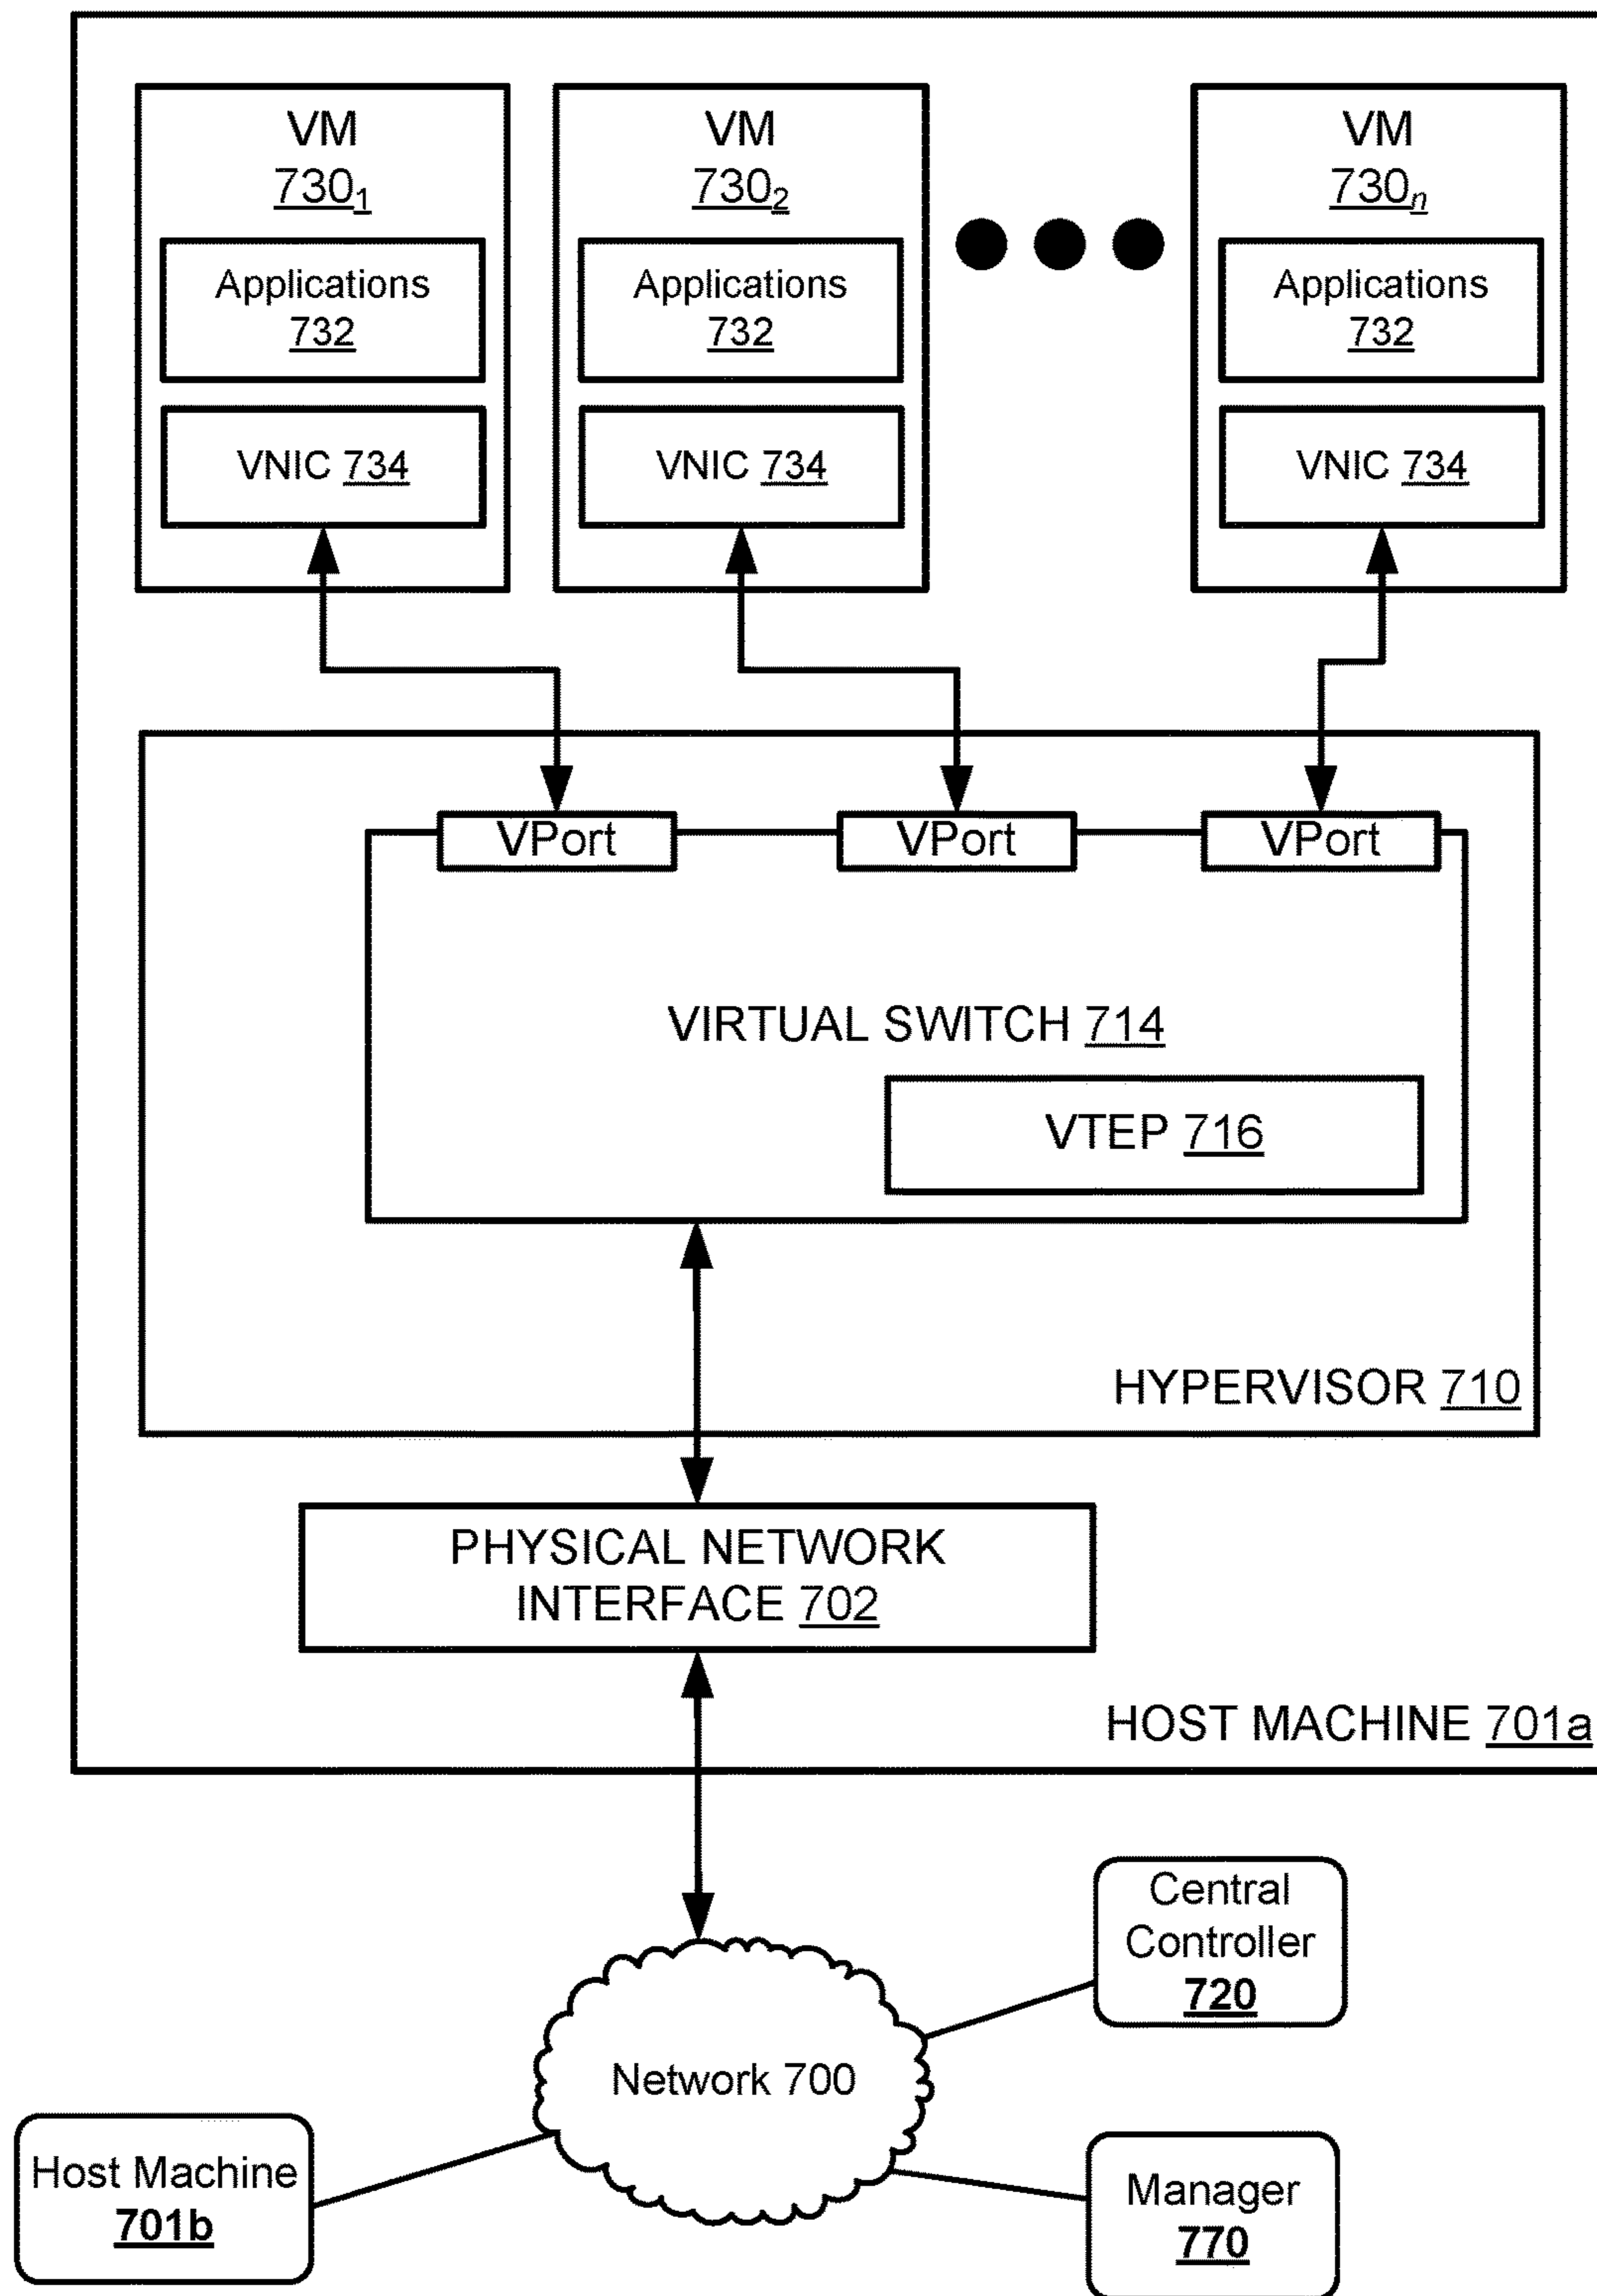 VM
730₁
Applications
732
VNIC 734
VM
730₂
Applications
732
VNIC 734
VM
730ₙ
Applications
732
VNIC 734
VPort
VPort
VPort
VIRTUAL SWITCH 714
VTEP 716
HYPERVISOR 710
PHYSICAL NETWORK
INTERFACE 702
HOST MACHINE 701a
Central
Controller
720
Network 700
Host Machine
701b
Manager
770